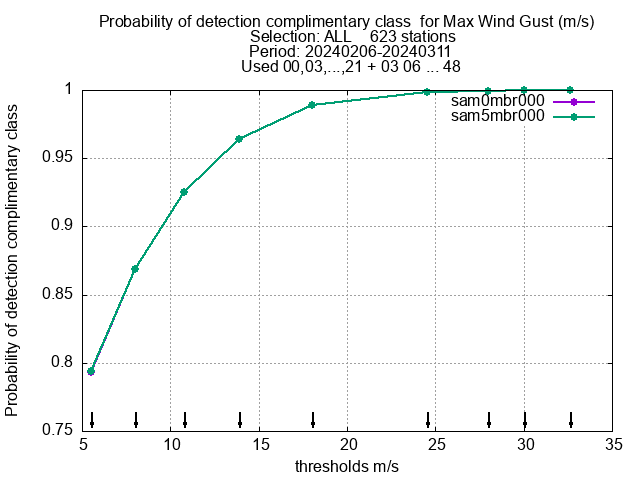 Probability of detection complimentary class  for Max Wind Gust (m/s)
Selection: ALL    623 stations
Period: 20240206-20240311
Used 00,03,...,21 + 03 06 ... 48
Probability of detection complimentary class
1
0.95
0.9
0.85
0.8
0.75
sam0mbr000
sam5mbr000
5
10
15
20
25
30
35
thresholds m/s